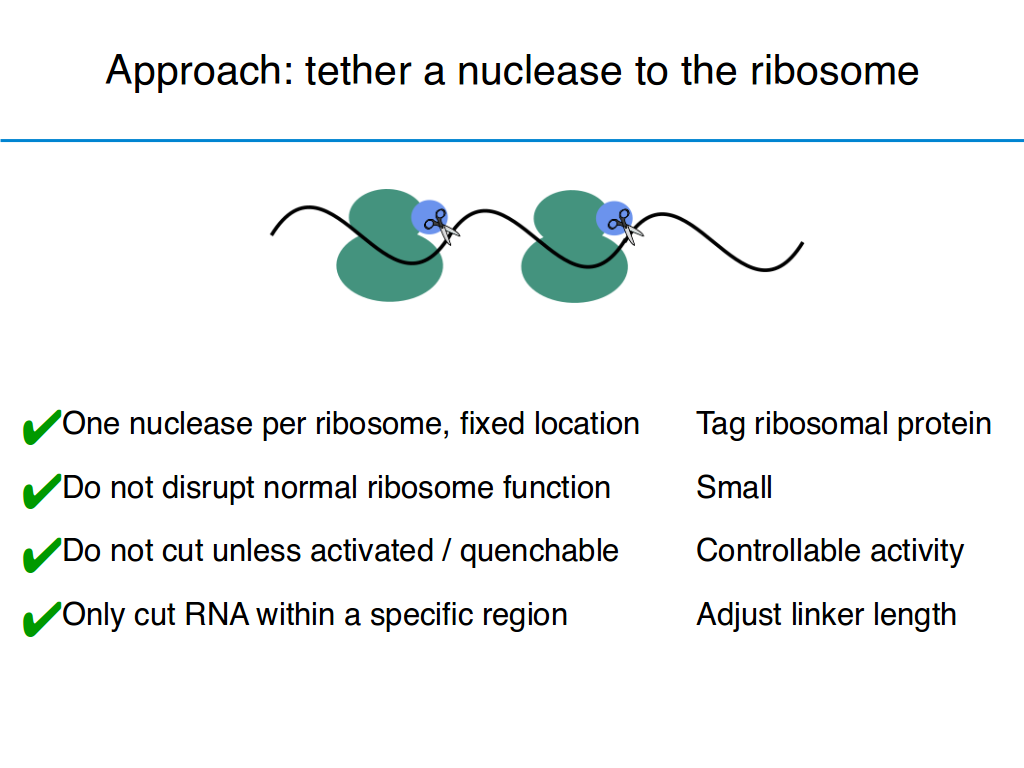 Approach: tether a nuclease to the ribosome
✔One nuclease per ribosome, fixed location Tag ribosomal protein
✔Do not disrupt normal ribosome function Small
✔Do not cut unless activated / quenchable Controllable activity
✔Only cut RNA within a specific region Adjust linker length